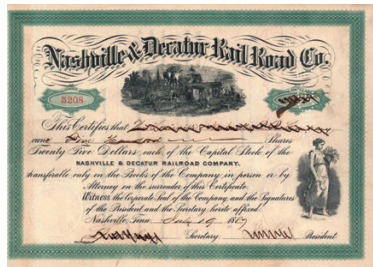 Nashville & Decatur Rail Road Co.
5208
This Certifies that
Shares
Twenty Five Dollars each, of the Capital Stock of the
NASHVILLE & DECATUR RAILROAD COMPANY,
transferable only on the Books of the Company in person or by
Attorney on the surrender of this Certificate.
Witness the corporate Seal of the Company, and the Signatures
of the President and the Secretary hereto affixed.
Nashville, Tenn. 19 186
Secretary President